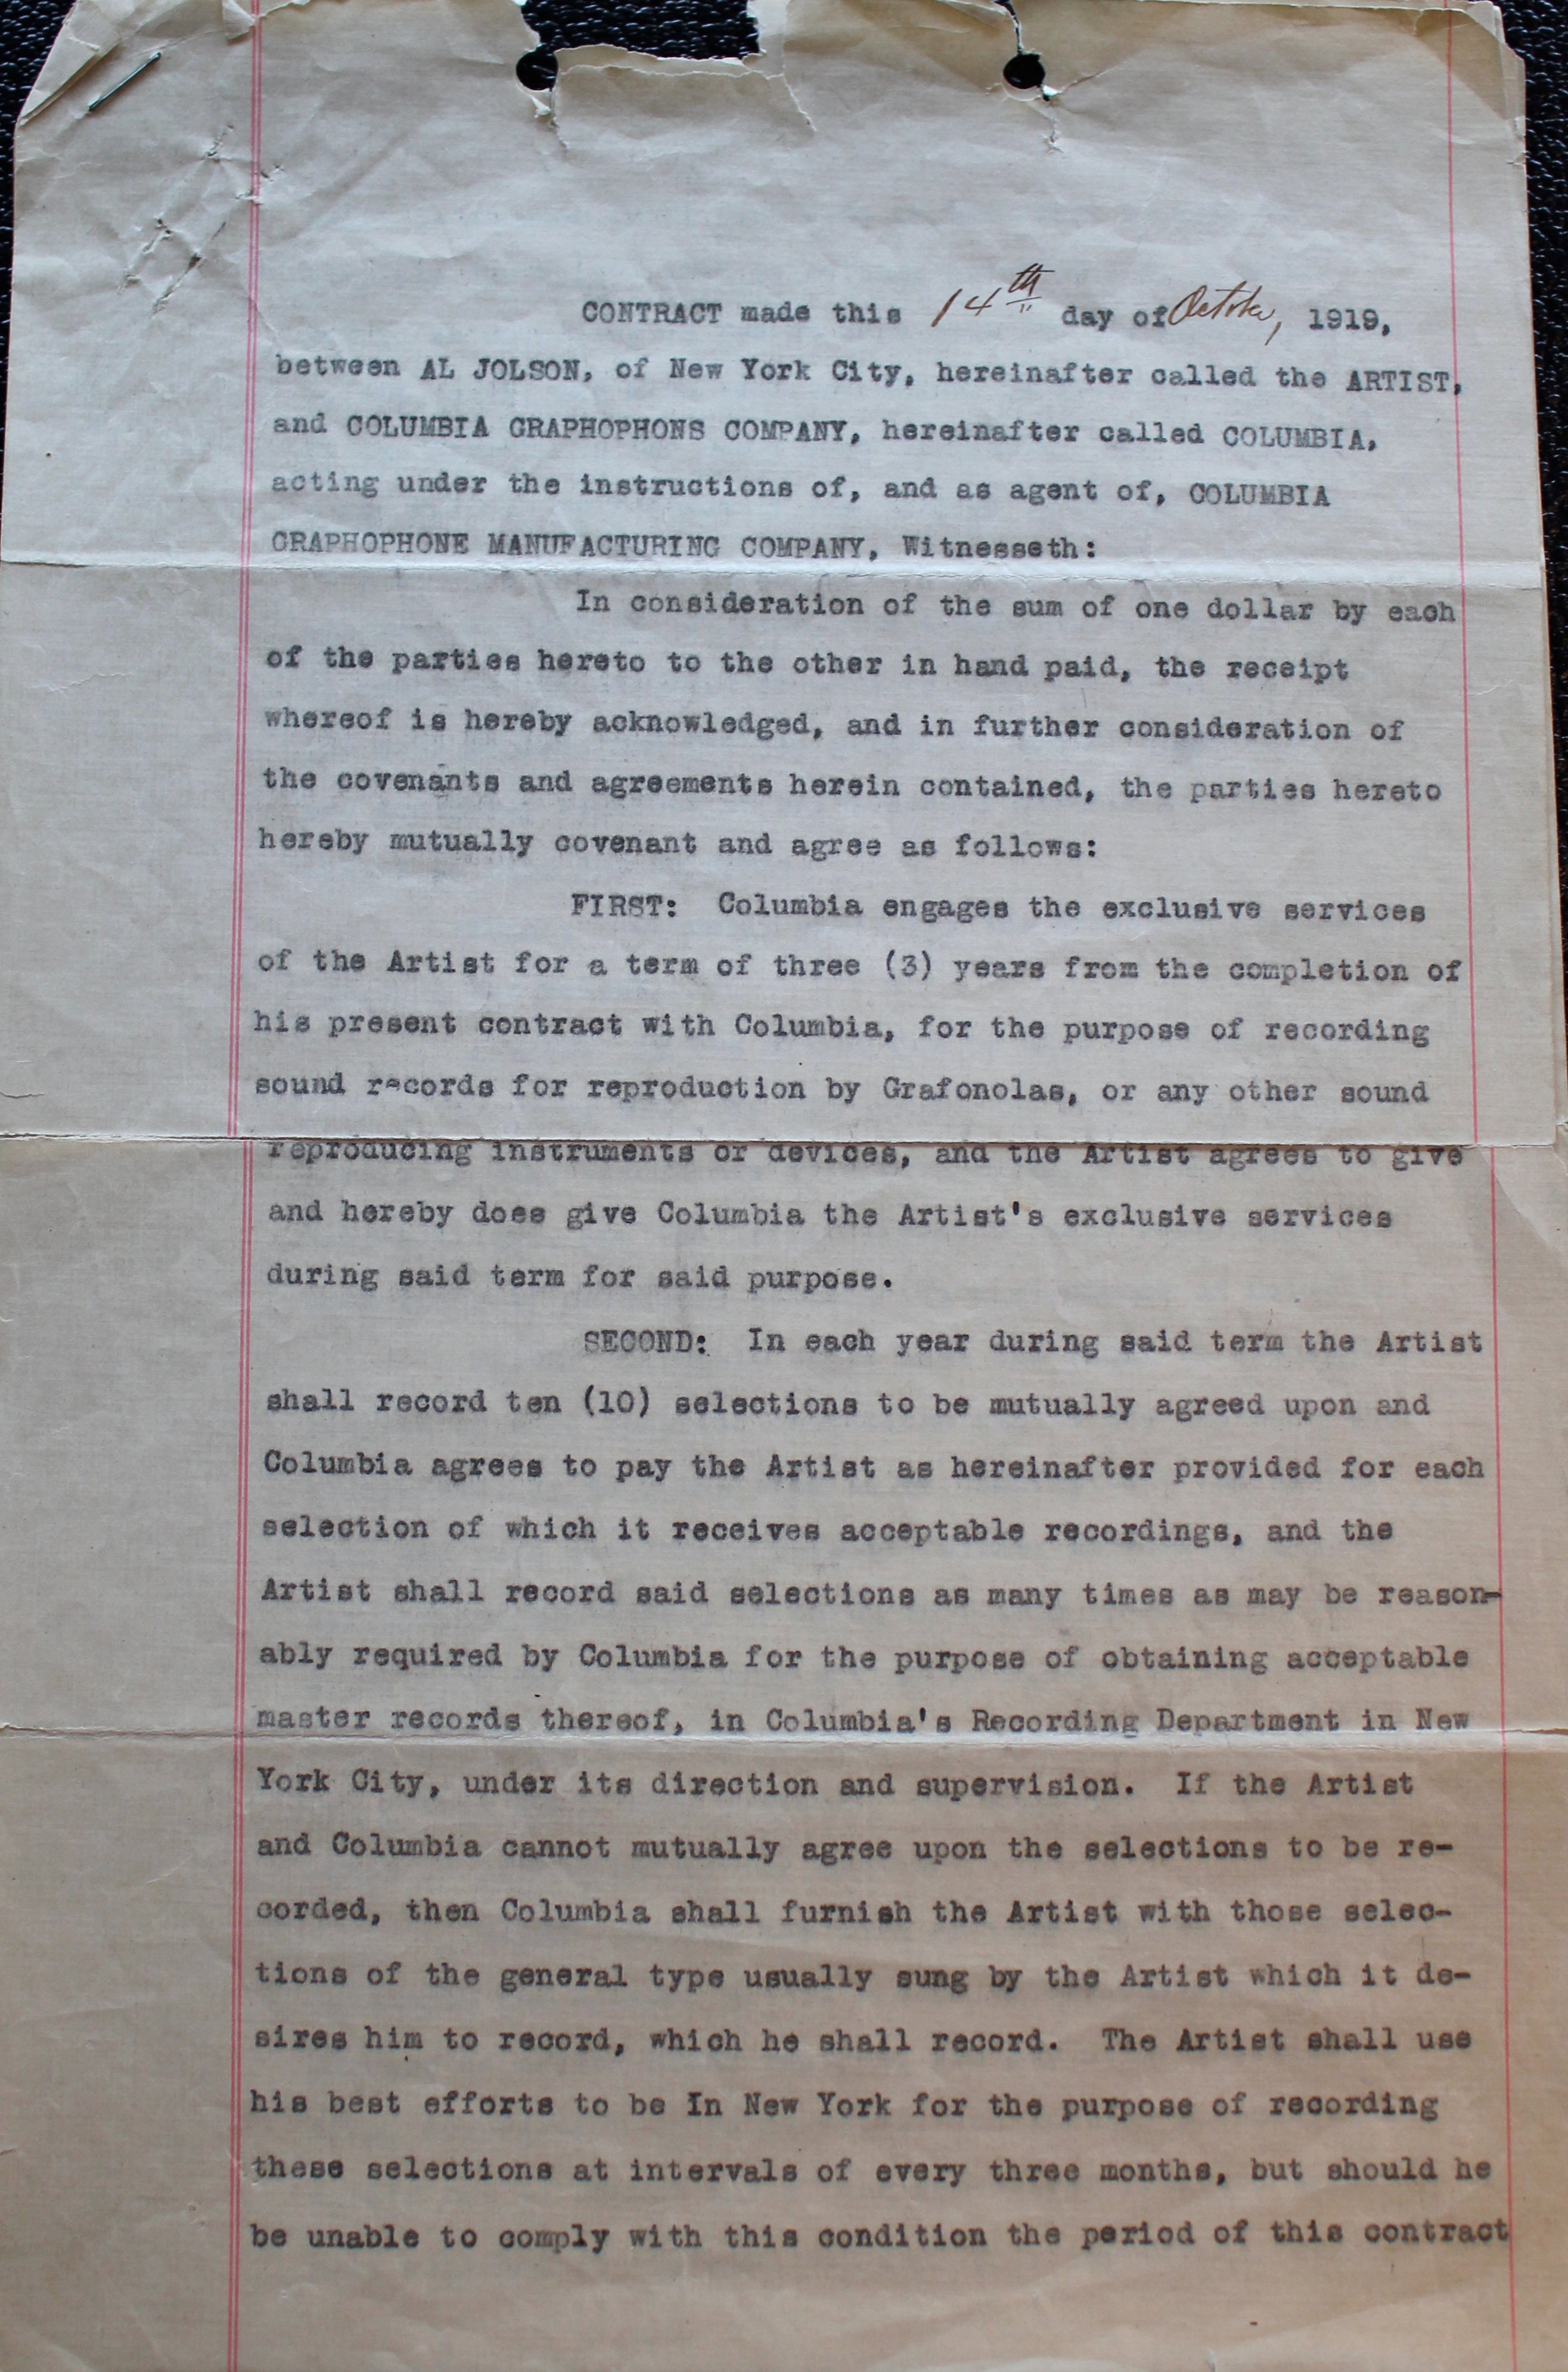 CONTRACT made this 14th day of October, 1919,
between AL JOLSON, of New York City, hereinafter called the ARTIST,
and COLUMBIA GRAPHOPHONS COMPANY, hereinafter called COLUMBIA,
acting under the instructions of, and as agent of, COLUMBIA
GRAPHOPHONE MANUFACTURING COMPANY, Witnesseth:
In consideration of the sum of one dollar by each
of the parties hereto to the other in hand paid, the receipt
whereof is hereby acknowledged, and in further consideration of
the covenants and agreements herein contained, the parties hereto
hereby mutually covenant and agree as follows:
FIRST: Columbia engages the exclusive services
of the Artist for a term of three (3) years from the completion of
his present contract with Columbia, for the purpose of recording
sound records for reproduction by Grafonolas, or any other sound
reproducing instruments or devices, and the Artist agrees to give
and hereby does give Columbia the Artist's exclusive services
during said term for said purpose.
SECOND: In each year during said term the Artist
shall record ten (10) selections to be mutually agreed upon and
Columbia agrees to pay the Artist as hereinafter provided for each
selection of which it receives acceptable recordings, and the
Artist shall record said selections as many times as may be reason-
ably required by Columbia for the purpose of obtaining acceptable
master records thereof, in Columbia's Recording Department in New
York City, under its direction and supervision. If the Artist
and Columbia cannot mutually agree upon the selections to be re-
corded, then Columbia shall furnish the Artist with those selec-
tions of the general type usually sung by the Artist which it de-
sires him to record, which he shall record. The Artist shall use
his best efforts to be In New York for the purpose of recording
these selections at intervals of every three months, but should he
be unable to comply with this condition the period of this contract